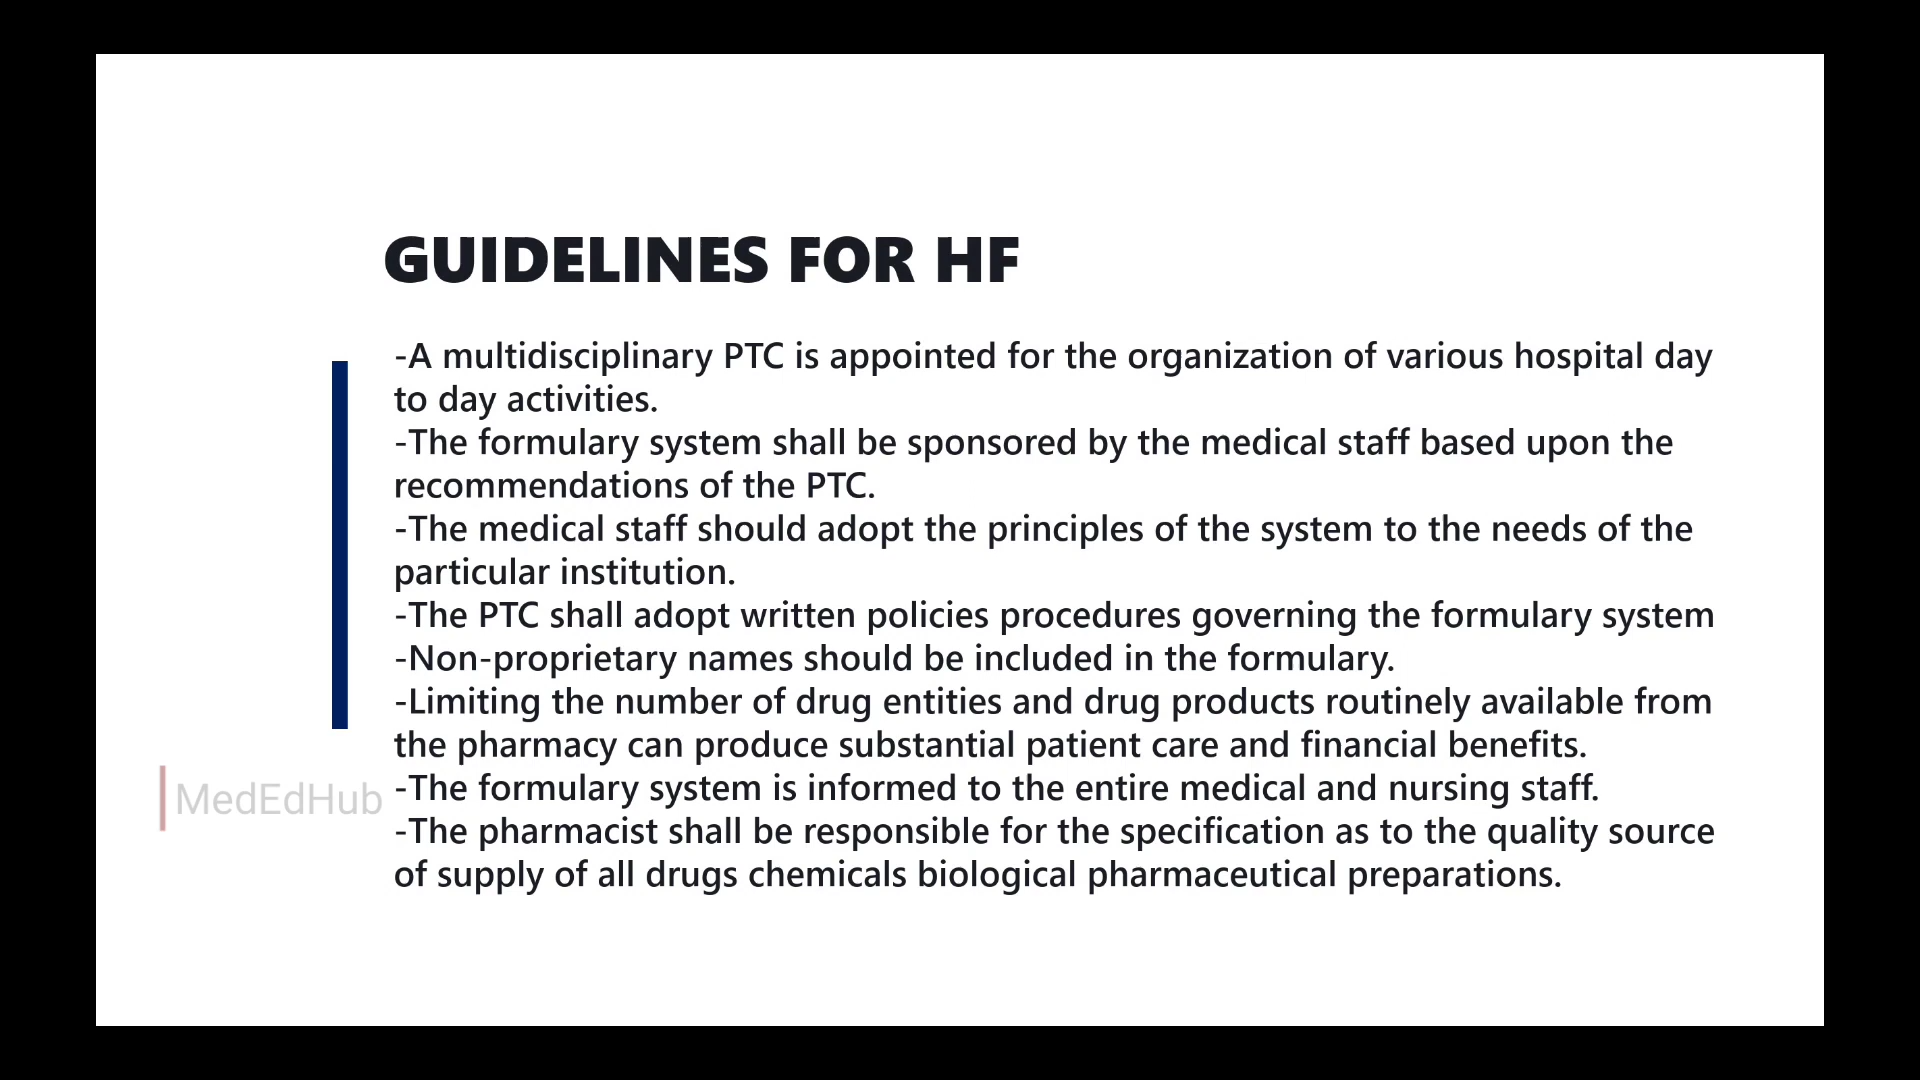 GUIDELINES FOR HF
-A multidisciplinary PTC is appointed for the organization of various hospital day
to day activities.
-The formulary system shall be sponsored by the medical staff based upon the
recommendations of the PTC.
-The medical staff should adopt the principles of the system to the needs of the
particular institution.
-The PTC shall adopt written policies procedures governing the formulary system
-Non-proprietary names should be included in the formulary.
-Limiting the number of drug entities and drug products routinely available from
the pharmacy can produce substantial patient care and financial benefits.
-The formulary system is informed to the entire medical and nursing staff.
-The pharmacist shall be responsible for the specification as to the quality source
of supply of all drugs chemicals biological pharmaceutical preparations.
MedEdHub